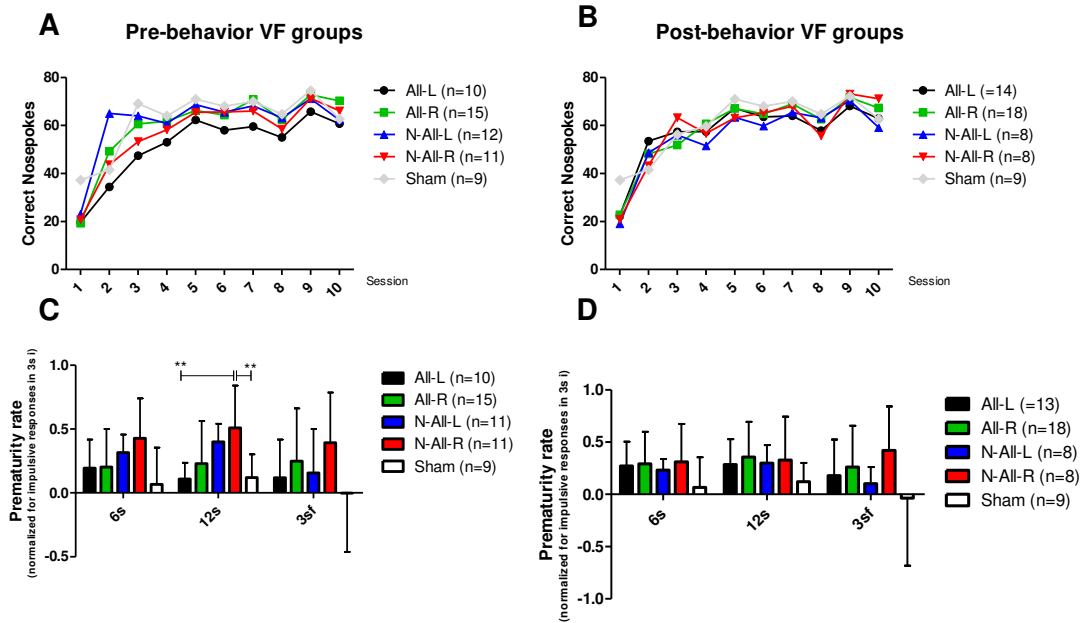 A
Pre-behavior VF groups
Correct Nosepokes
80
60
40
20
0
1 2 3 4 5 6 7 8 9 10
Session
All-L (n=10)
All-R (n=15)
N-All-L (n=12)
N-All-R (n=11)
Sham (n=9)
B
Post-behavior VF groups
Correct Nosepokes
80
60
40
20
0
1 2 3 4 5 6 7 8 9 10
Session
All-L (=14)
All-R (n=18)
N-All-L (n=8)
N-All-R (n=8)
Sham (n=9)
C
Prematurity rate
(normalized for impulsive responses in 3s i)
1.0
0.5
0.0
-0.5
** **
6s 12s 3sf
All-L (n=10)
All-R (n=15)
N-All-L (n=11)
N-All-R (n=11)
Sham (n=9)
D
Prematurity rate
(normalized for impulsive responses in 3s i)
1.0
0.5
0.0
-0.5
-1.0
6s 12s 3sf
All-L (=13)
All-R (n=18)
N-All-L (n=8)
N-All-R (n=8)
Sham (n=9)